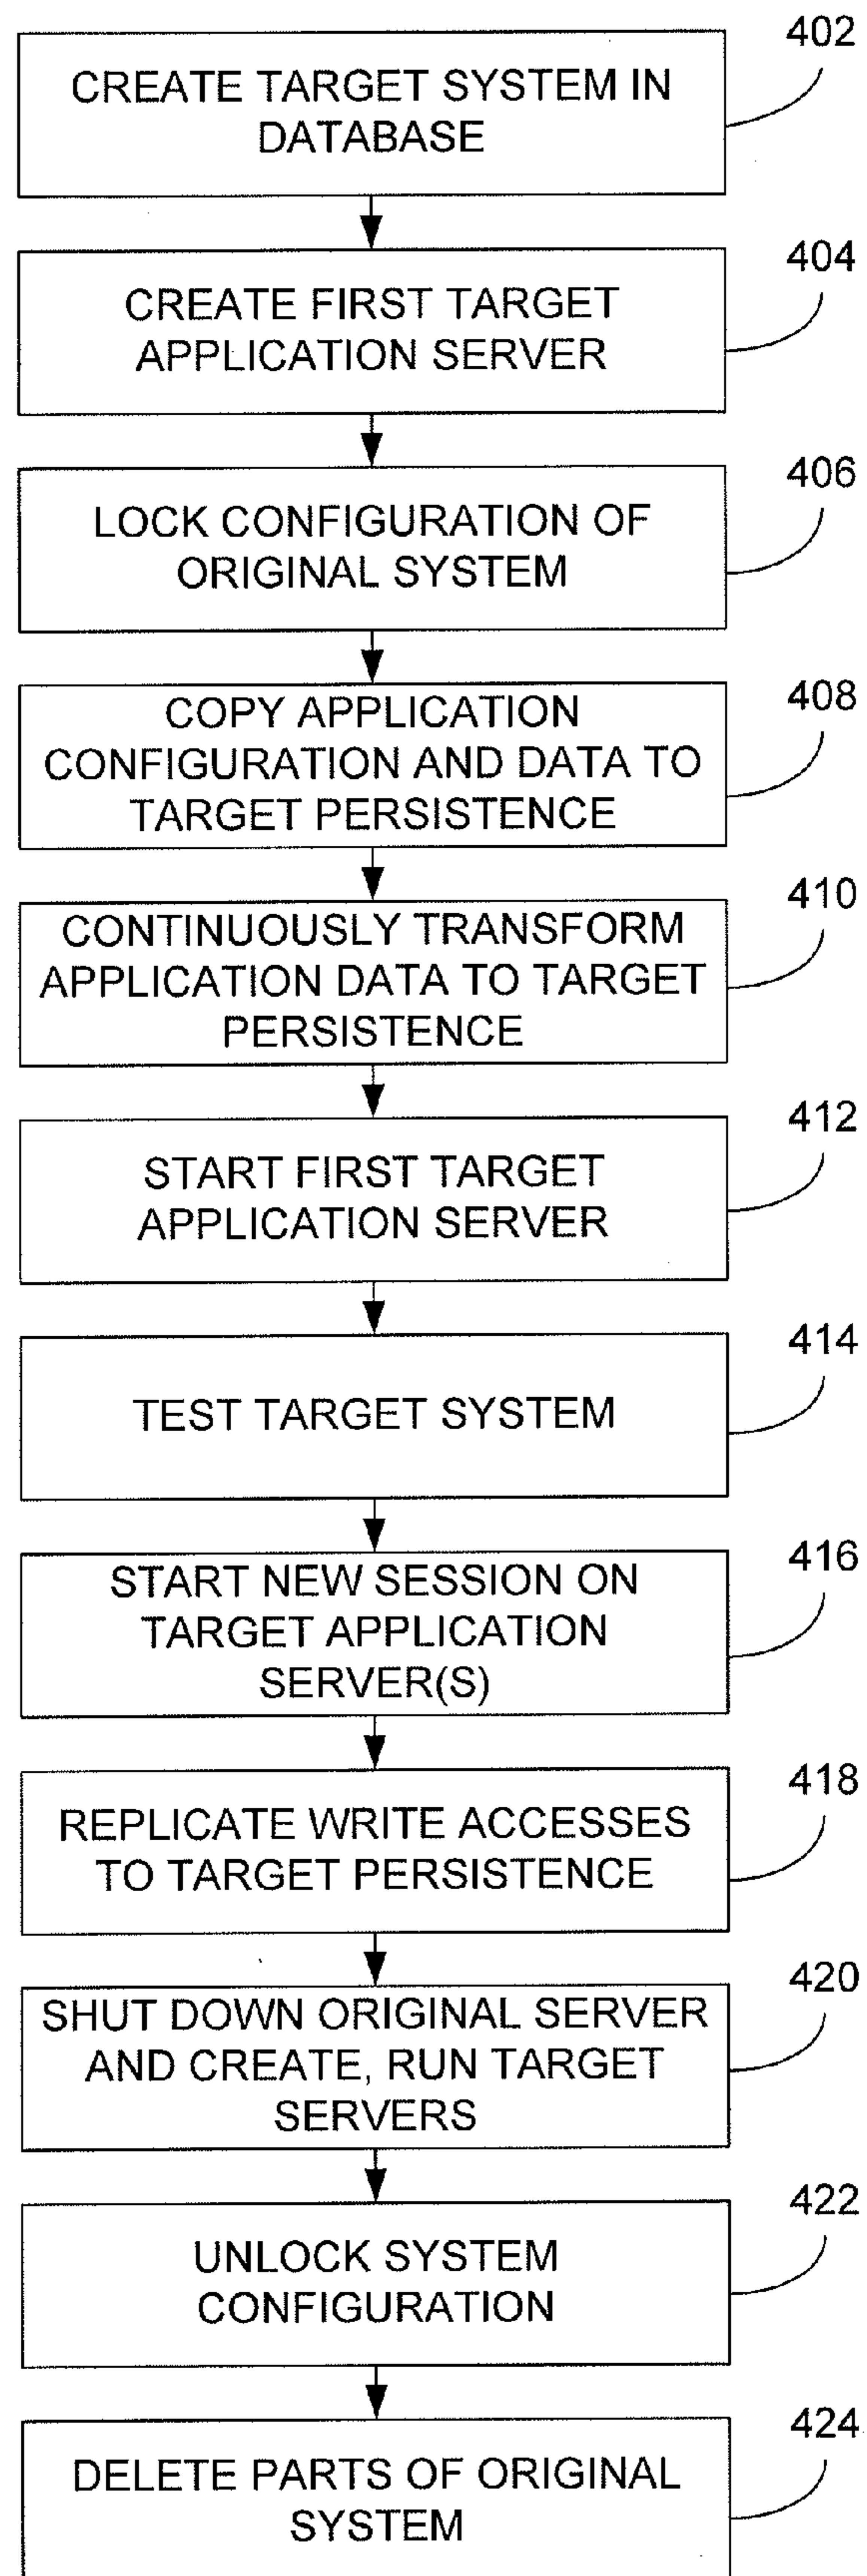 402
CREATE TARGET SYSTEM IN
DATABASE
404
CREATE FIRST TARGET
APPLICATION SERVER
406
LOCK CONFIGURATION OF
ORIGINAL SYSTEM
408
COPY APPLICATION
CONFIGURATION AND DATA TO
TARGET PERSISTENCE
410
CONTINUOUSLY TRANSFORM
APPLICATION DATA TO TARGET
PERSISTENCE
412
START FIRST TARGET
APPLICATION SERVER
414
TEST TARGET SYSTEM
416
START NEW SESSION ON
TARGET APPLICATION
SERVER(S)
418
REPLICATE WRITE ACCESSES
TO TARGET PERSISTENCE
420
SHUT DOWN ORIGINAL SERVER
AND CREATE, RUN TARGET
SERVERS
422
UNLOCK SYSTEM
CONFIGURATION
424
DELETE PARTS OF ORIGINAL
SYSTEM